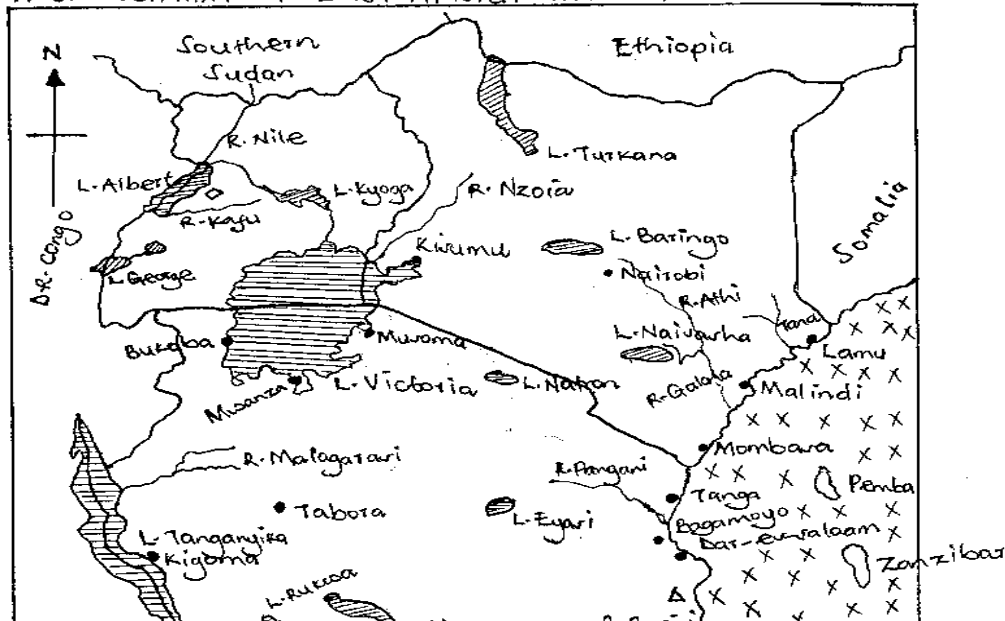 Southern
Sudan
Ethiopia
N
R. Nile
L. Turkana
L. Albert
L. Kyoga
R. Nzoia
R. Kafu
Kisumu
L. Baringo
Somalia
D.R. Congo
L. George
Nairobi
R. Athi
Tana
L. Naivasha
Lamu
Bukoba
Musoma
Mwanza
L. Victoria
L. Natron
R. Galana
Malindi
R. Malagarasi
Mombasa
R. Pangani
Tanga
Pemba
Tabora
L. Eyasi
Bagamoyo
Dar-es-salaam
L. Tanganyika
Kigoma
Zanzibar
L. Rukwa